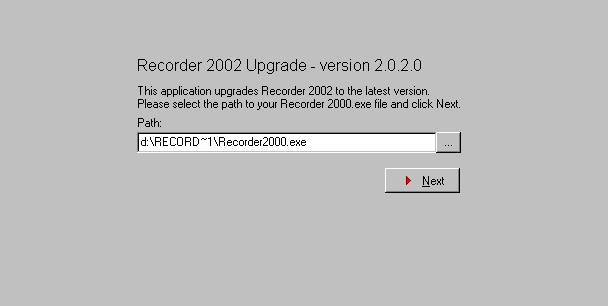 Recorder 2002 Upgrade - version 2.0.2.0
This application upgrades Recorder 2002 to the latest version.
Please select the path to your Recorder 2000.exe file and click Next.
Path:
d:\RECORD~1\Recorder2000.exe
...
Next